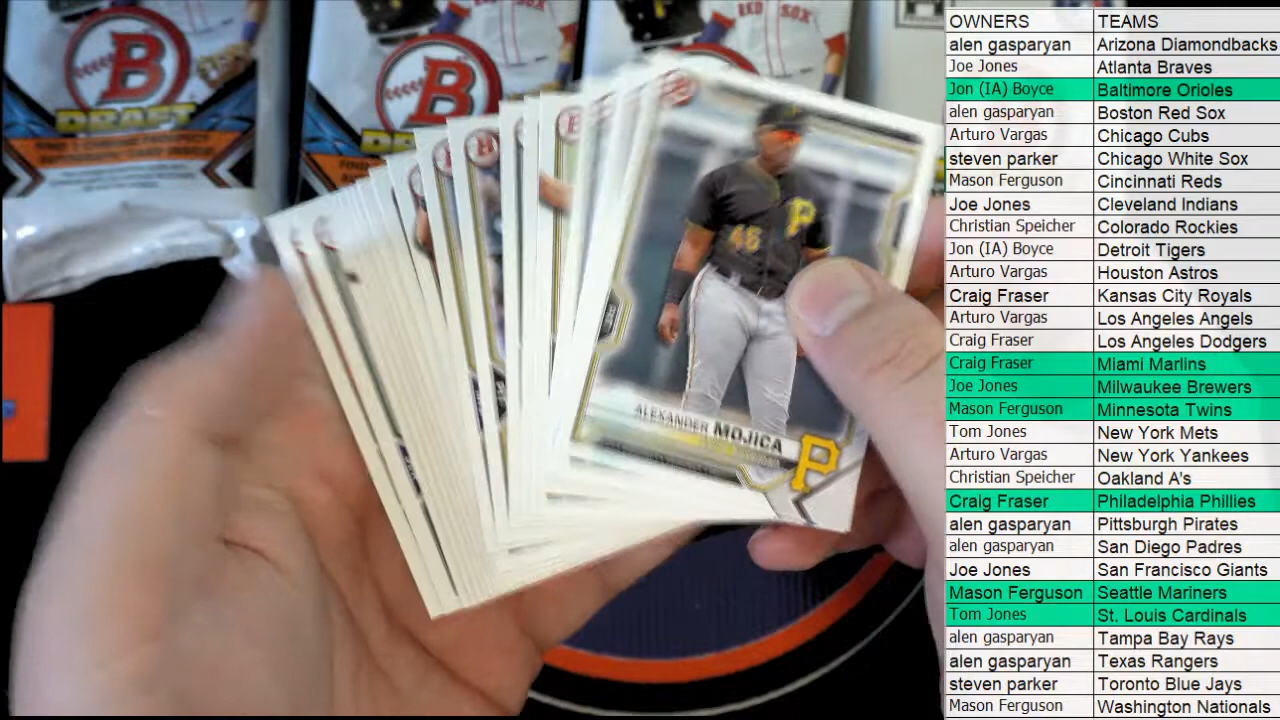 B
DRAFT
B
RED SOX
P
46
ALEXANDER MOJICA
P
OWNERS TEAMS
alen gasparyan Arizona Diamondbacks
Joe Jones Atlanta Braves
Jon (IA) Boyce Baltimore Orioles
alen gasparyan Boston Red Sox
Arturo Vargas Chicago Cubs
steven parker Chicago White Sox
Mason Ferguson Cincinnati Reds
Joe Jones Cleveland Indians
Christian Speicher Colorado Rockies
Jon (IA) Boyce Detroit Tigers
Arturo Vargas Houston Astros
Craig Fraser Kansas City Royals
Arturo Vargas Los Angeles Angels
Craig Fraser Los Angeles Dodgers
Craig Fraser Miami Marlins
Joe Jones Milwaukee Brewers
Mason Ferguson Minnesota Twins
Tom Jones New York Mets
Arturo Vargas New York Yankees
Christian Speicher Oakland A's
Craig Fraser Philadelphia Phillies
alen gasparyan Pittsburgh Pirates
alen gasparyan San Diego Padres
Joe Jones San Francisco Giants
Mason Ferguson Seattle Mariners
Tom Jones St. Louis Cardinals
alen gasparyan Tampa Bay Rays
alen gasparyan Texas Rangers
steven parker Toronto Blue Jays
Mason Ferguson Washington Nationals